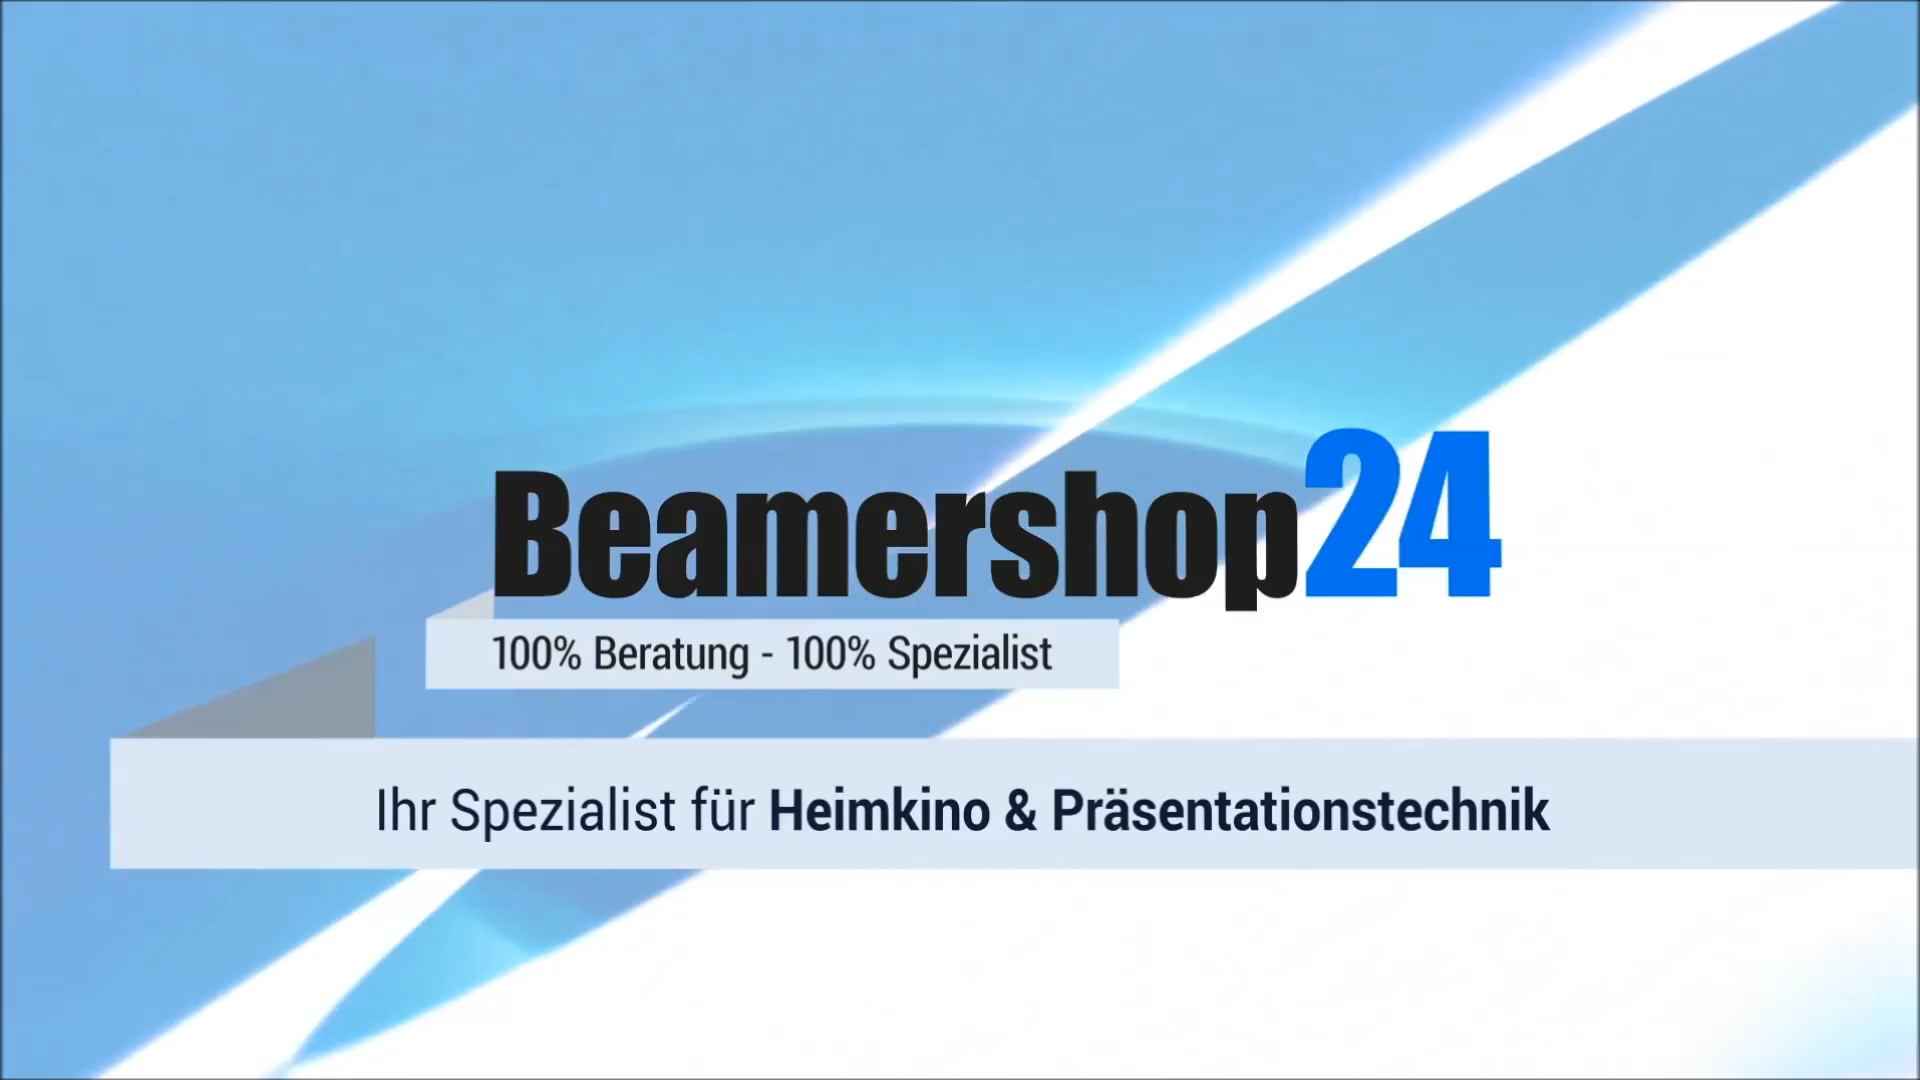 Beamershop24
100% Beratung - 100% Spezialist
Ihr Spezialist für Heimkino & Präsentationstechnik